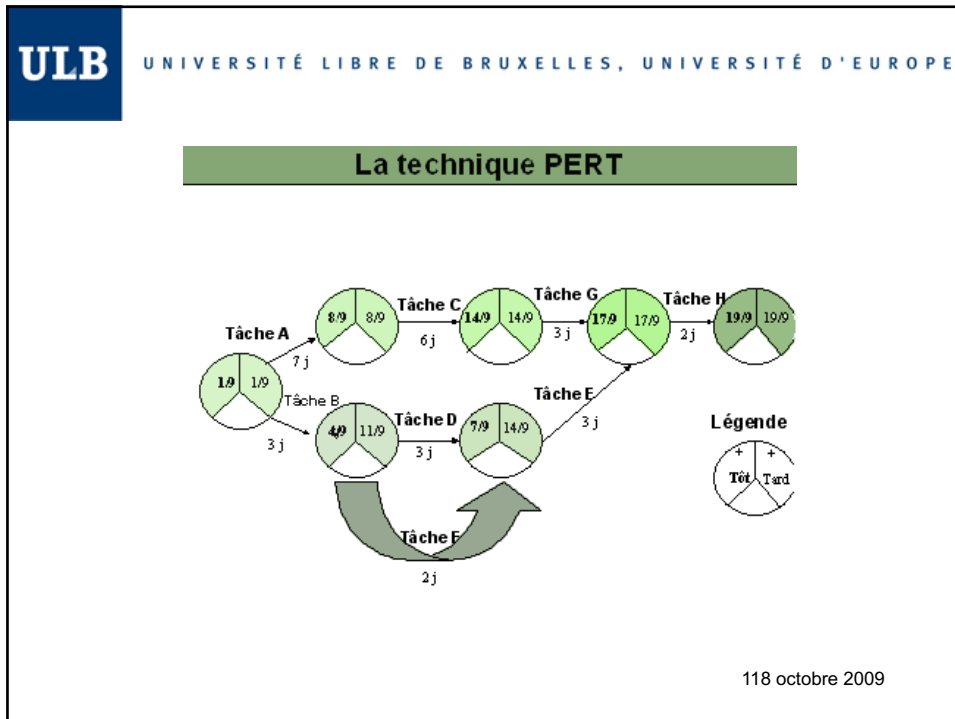 ULB
UNIVERSITÉ LIBRE DE BRUXELLES, UNIVERSITÉ D'EUROPE
La technique PERT
8/9 8/9
Tâche C
6 j
14/9 14/9
Tâche G
3 j
17/9 17/9
Tâche H
2 j
19/9 19/9
Tâche A
7 j
1/9 1/9
Tâche B
3 j
4/9 11/9
Tâche D
3 j
7/9 14/9
Tâche
3 j
Légende
+ +
Tôt Tard
Tâche
2 j
118 octobre 2009